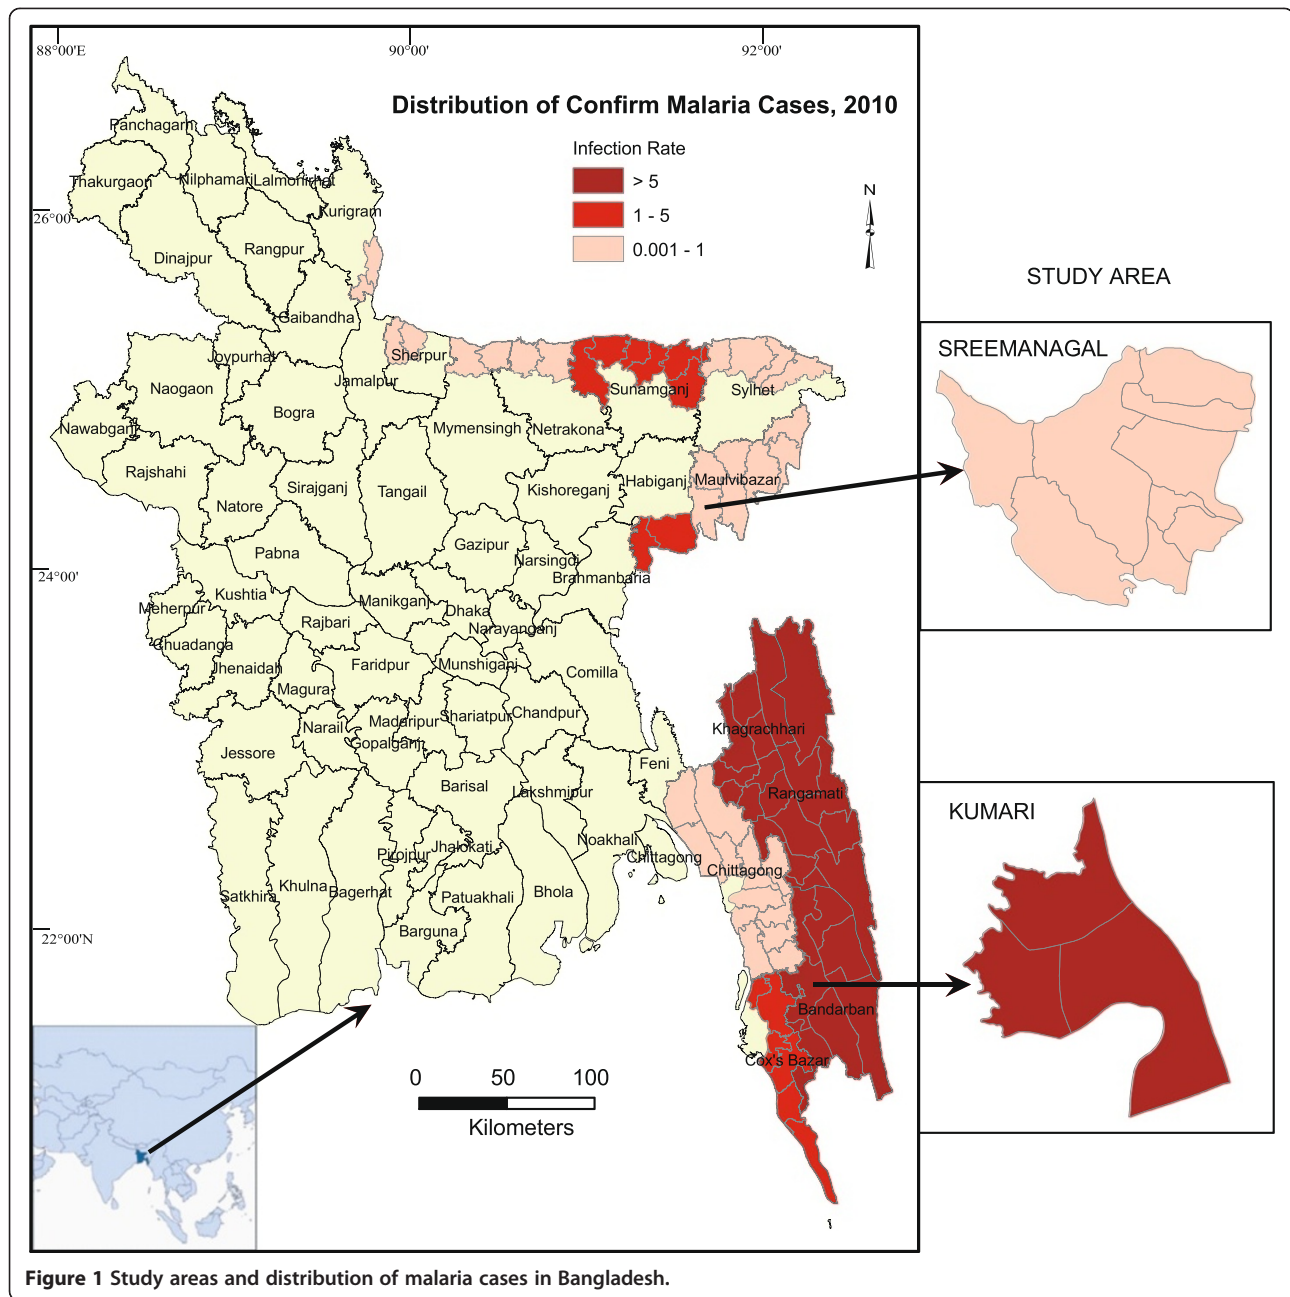 88°00'E
90°00'
92°00'
Distribution of Confirm Malaria Cases, 2010
Infection Rate
> 5
1 - 5
0.001 - 1
N
26°00'
24°00'
22°00'N
Panchagarh
Thakurgaon
Nilphamari
Lalmonirhat
Kurigram
Rangpur
Dinajpur
Gaibandha
Joypurhat
Sherpur
Jamalpur
Sunamganj
Sylhet
Naogaon
Bogra
Nawabganj
Mymensingh
Netrakona
Rajshahi
Sirajganj
Tangail
Kishoreganj
Habiganj
Maulvibazar
Natore
Pabna
Gazipur
Narsingdi
Brahmanbaria
Kushtia
Meherpur
Manikganj
Dhaka
Rajbari
Narayanganj
Chuadanga
Jhenaidah
Faridpur
Munshiganj
Comilla
Magura
Narail
Madaripur
Shariatpur
Chandpur
Gopalganj
Khagrachhari
Jessore
Feni
Barisal
Lakshmipur
Rangamati
Noakhali
Pirojpur
Jhalokati
Chittagong
Chittagong
Satkhira
Khulna
Bagerhat
Patuakhali
Bhola
Barguna
Bandarban
Cox's Bazar
0 50 100
Kilometers
STUDY AREA
SREEMANAGAL
KUMARI
Figure 1 Study areas and distribution of malaria cases in Bangladesh.